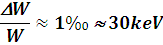 ΔW/W ≈ 1‰ ≈ 30keV